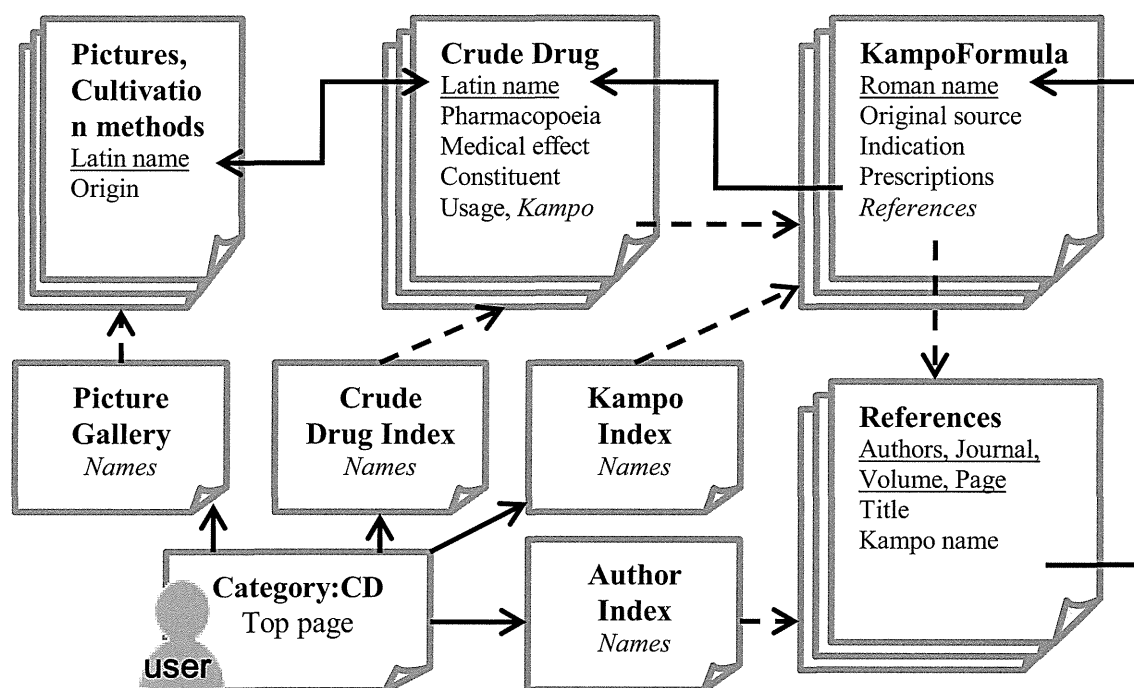 Pictures,
Cultivatio
n methods
Latin name
Origin
Crude Drug
Latin name
Pharmacopoeia
Medical effect
Constituent
Usage, Kampo
KampoFormula
Roman name
Original source
Indication
Prescriptions
References
Picture
Gallery
Names
Crude
Drug Index
Names
Kampo
Index
Names
References
Authors, Journal,
Volume, Page
Title
Kampo name
Category:CD
Top page
user
Author
Index
Names